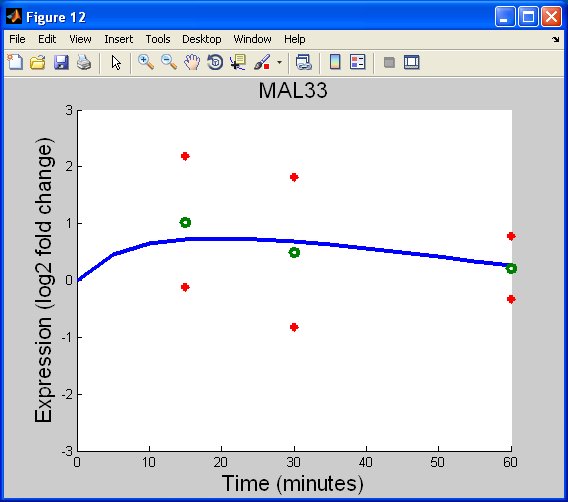 Figure 12
File Edit View Insert Tools Desktop Window Help
MAL33
Expression (log2 fold change)
3
2
1
0
-1
-2
-3
0 10 20 30 40 50 60
Time (minutes)